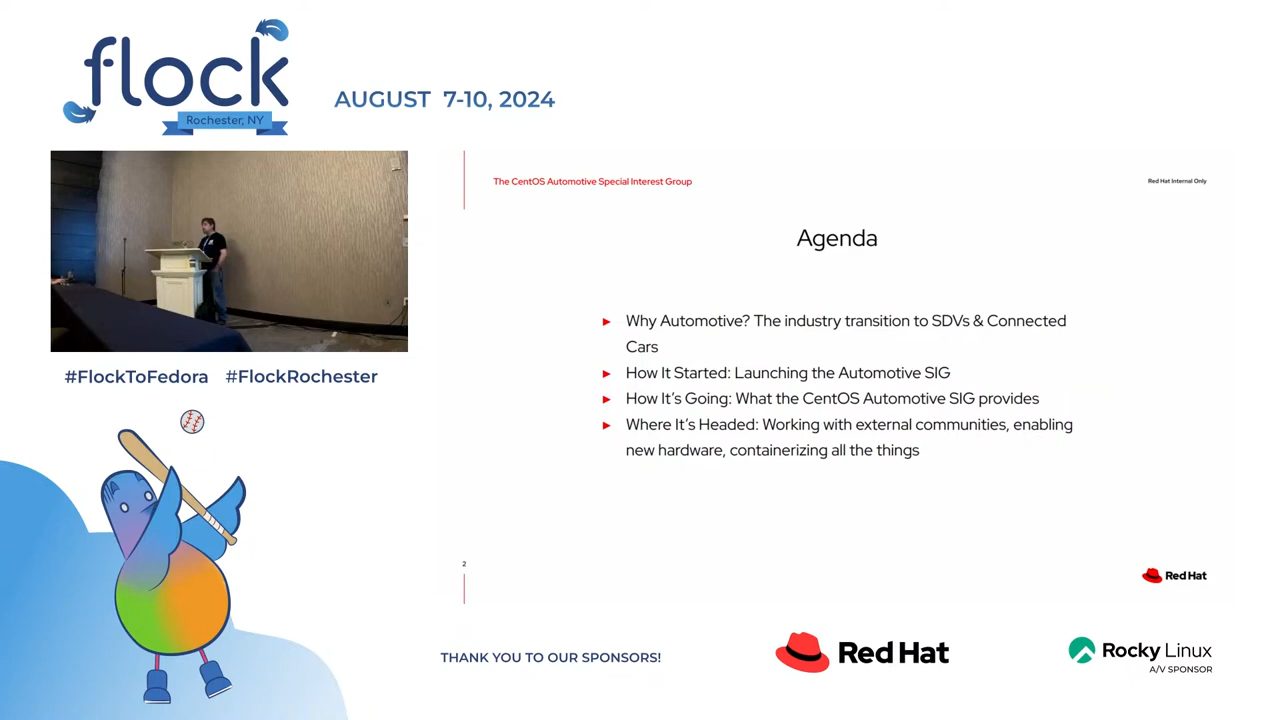 flock
Rochester, NY
AUGUST 7-10, 2024
The CentOS Automotive Special Interest Group
Red Hat Internal Only
Agenda
► Why Automotive? The industry transition to SDVs & Connected
Cars
► How It Started: Launching the Automotive SIG
► How It's Going: What the CentOS Automotive SIG provides
► Where It's Headed: Working with external communities, enabling
new hardware, containerizing all the things
2
Red Hat
#FlockToFedora #FlockRochester
THANK YOU TO OUR SPONSORS!
Red Hat
Rocky Linux
A/V SPONSOR